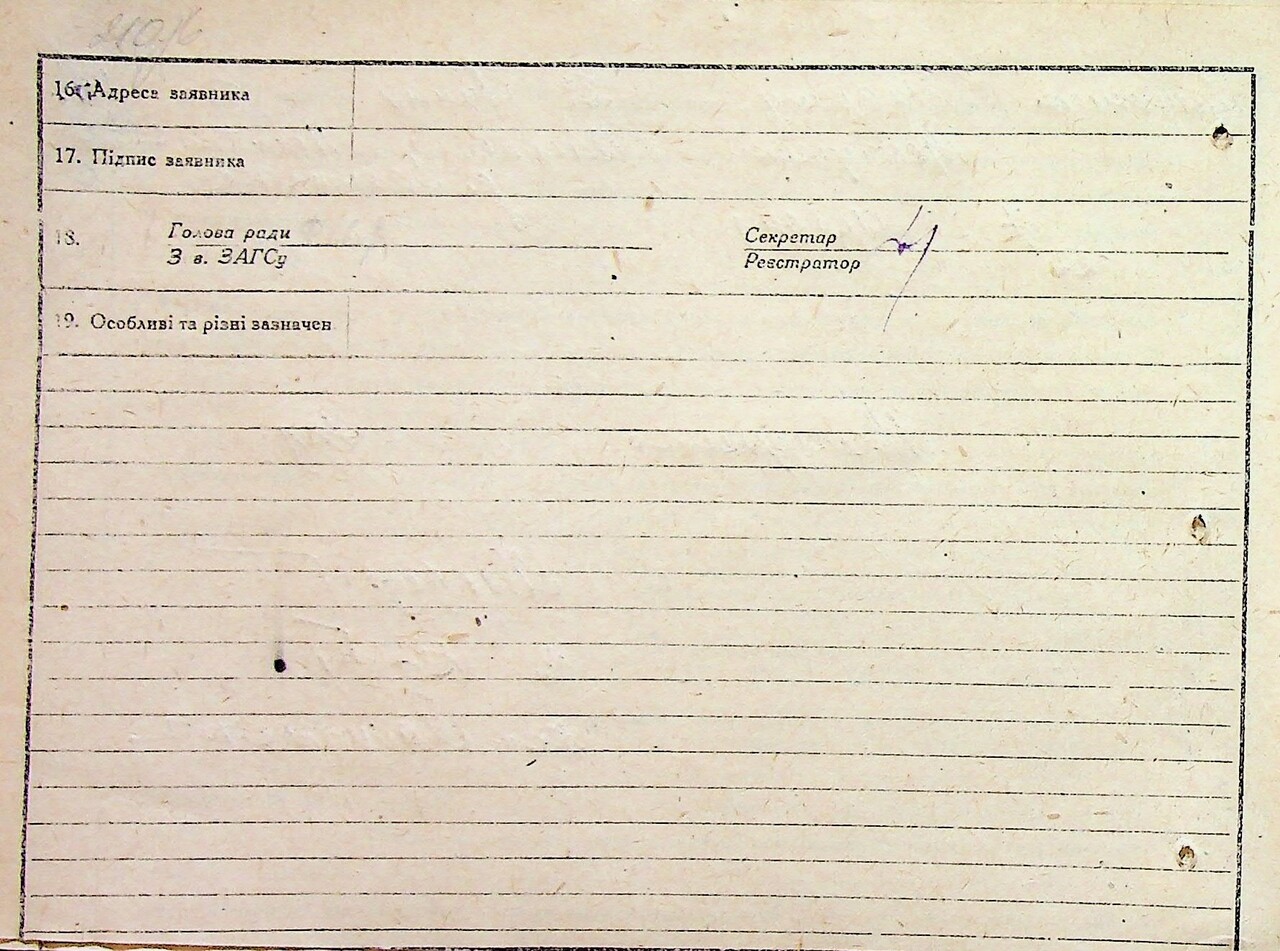 16. Адреса заявника
17. Підпис заявника
18. Голова ради Секретар
З в. ЗАГСу Реєстратор
19. Особливі та різні зазначен